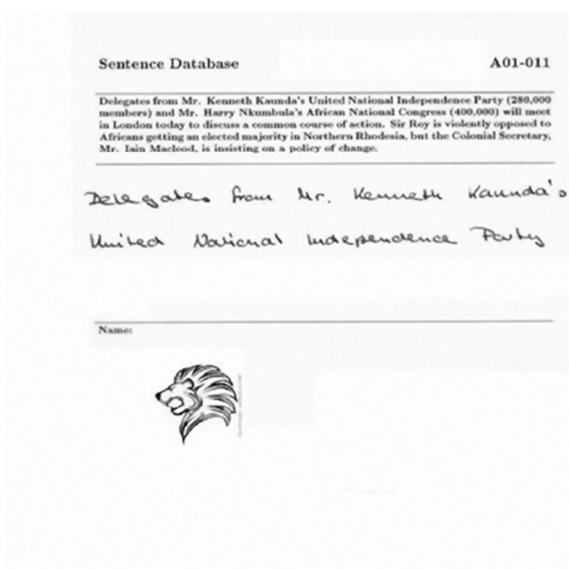 Sentence Database A01-011
Delegates from Mr. Kenneth Kaunda's United National Independence Party (280,000
members) and Mr. Harry Nkumbula's African National Congress (400,000) will meet
in London today to discuss a common course of action. Sir Roy is violently opposed to
Africans getting an elected majority in Northern Rhodesia, but the Colonial Secretary,
Mr. Iain Macleod, is insisting on a policy of change.
Delegates from Mr. Kenneth Kaunda's
United National Independence Party
Name: